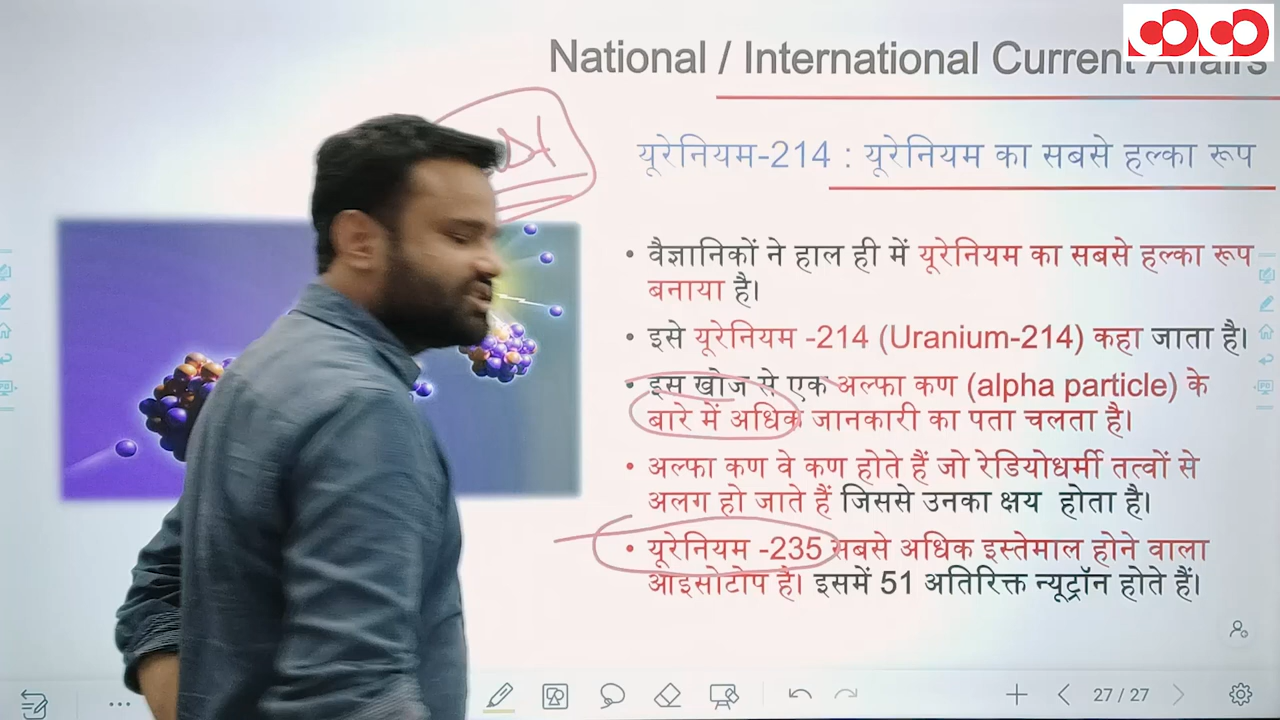 National / International Current Affairs
यूरेनियम-214 : यूरेनियम का सबसे हल्का रूप
• वैज्ञानिकों ने हाल ही में यूरेनियम का सबसे हल्का रूप
बनाया है।
• इसे यूरेनियम -214 (Uranium-214) कहा जाता है।
• इस खोज से एक अल्फा कण (alpha particle) के
बारे में अधिक जानकारी का पता चलता है।
• अल्फा कण वे कण होते हैं जो रेडियोधर्मी तत्वों से
अलग हो जाते हैं जिससे उनका क्षय होता है।
• यूरेनियम -235 सबसे अधिक इस्तेमाल होने वाला
आइसोटोप है। इसमें 51 अतिरिक्त न्यूट्रॉन होते हैं।
27 / 27